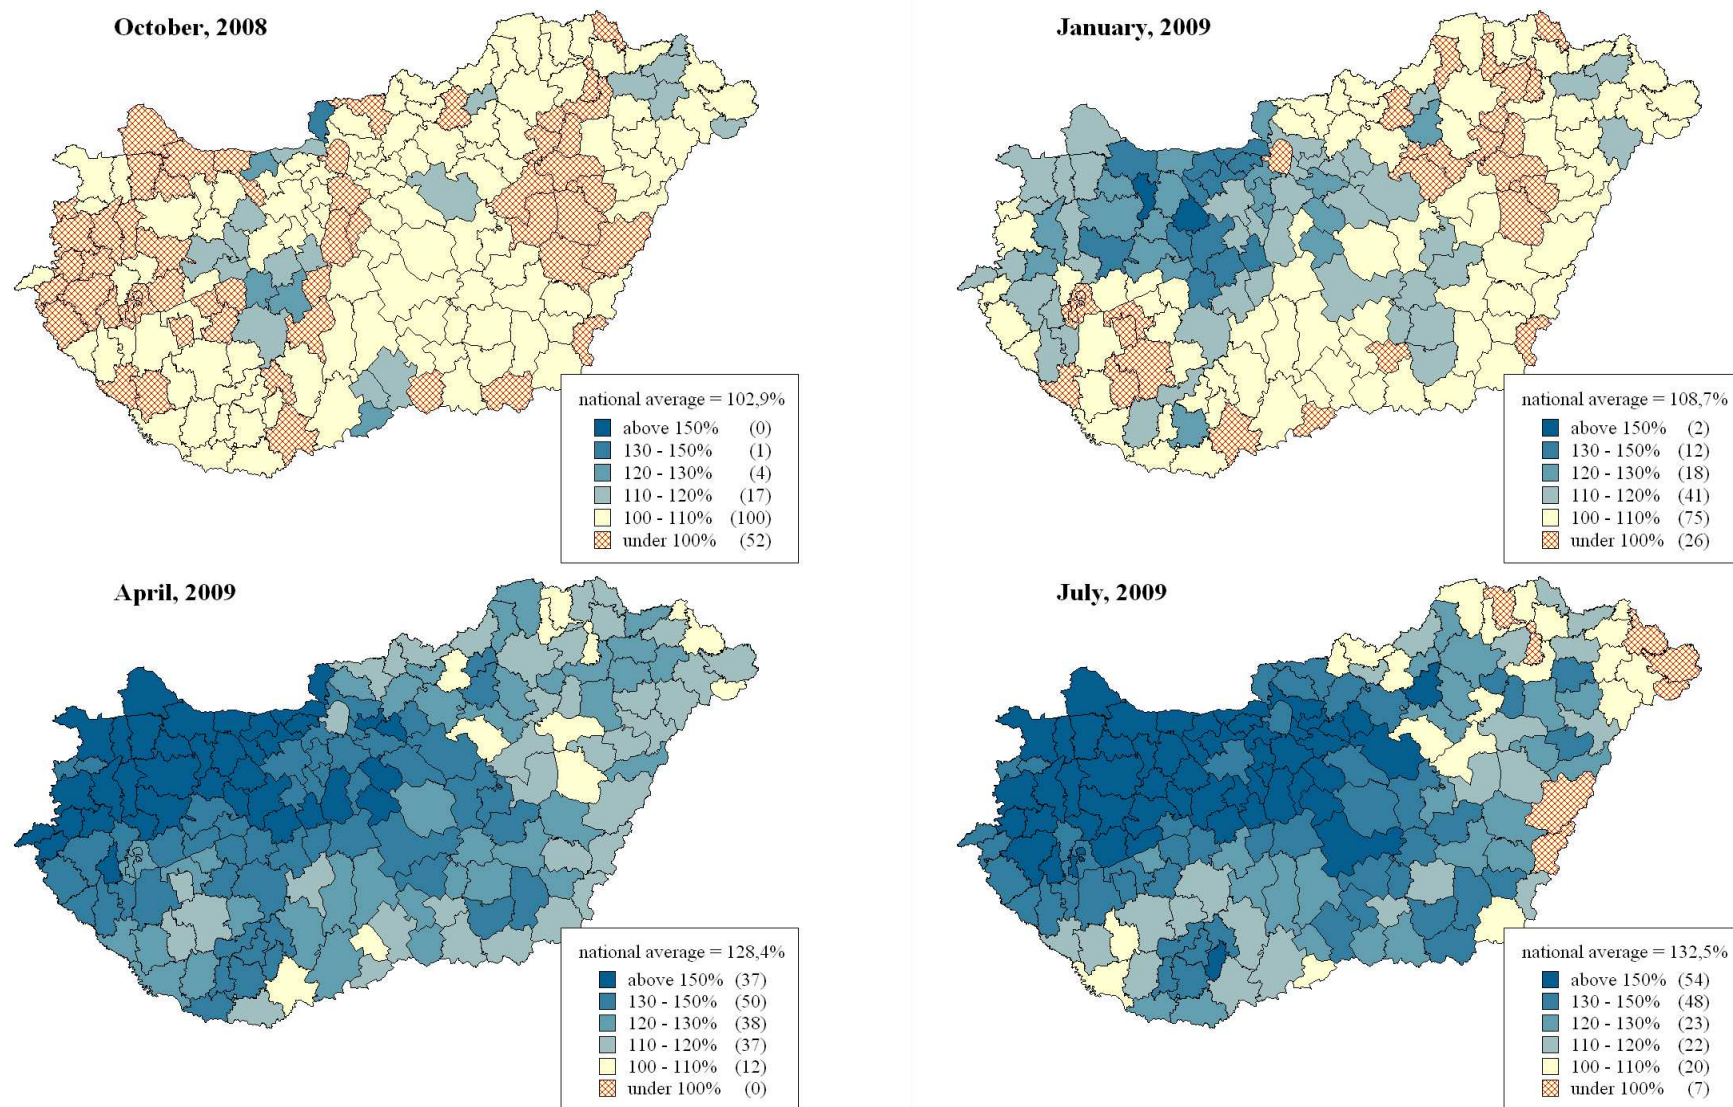 October, 2008
national average = 102,9%
above 150% (0)
130 - 150% (1)
120 - 130% (4)
110 - 120% (17)
100 - 110% (100)
under 100% (52)
January, 2009
national average = 108,7%
above 150% (2)
130 - 150% (12)
120 - 130% (18)
110 - 120% (41)
100 - 110% (75)
under 100% (26)
April, 2009
national average = 128,4%
above 150% (37)
130 - 150% (50)
120 - 130% (38)
110 - 120% (37)
100 - 110% (12)
under 100% (0)
July, 2009
national average = 132,5%
above 150% (54)
130 - 150% (48)
120 - 130% (23)
110 - 120% (22)
100 - 110% (20)
under 100% (7)